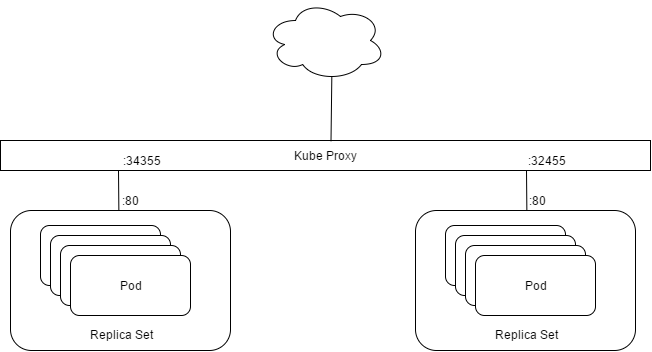 Kube Proxy
:34355
:32455
:80
:80
Pod
Pod
Replica Set
Replica Set